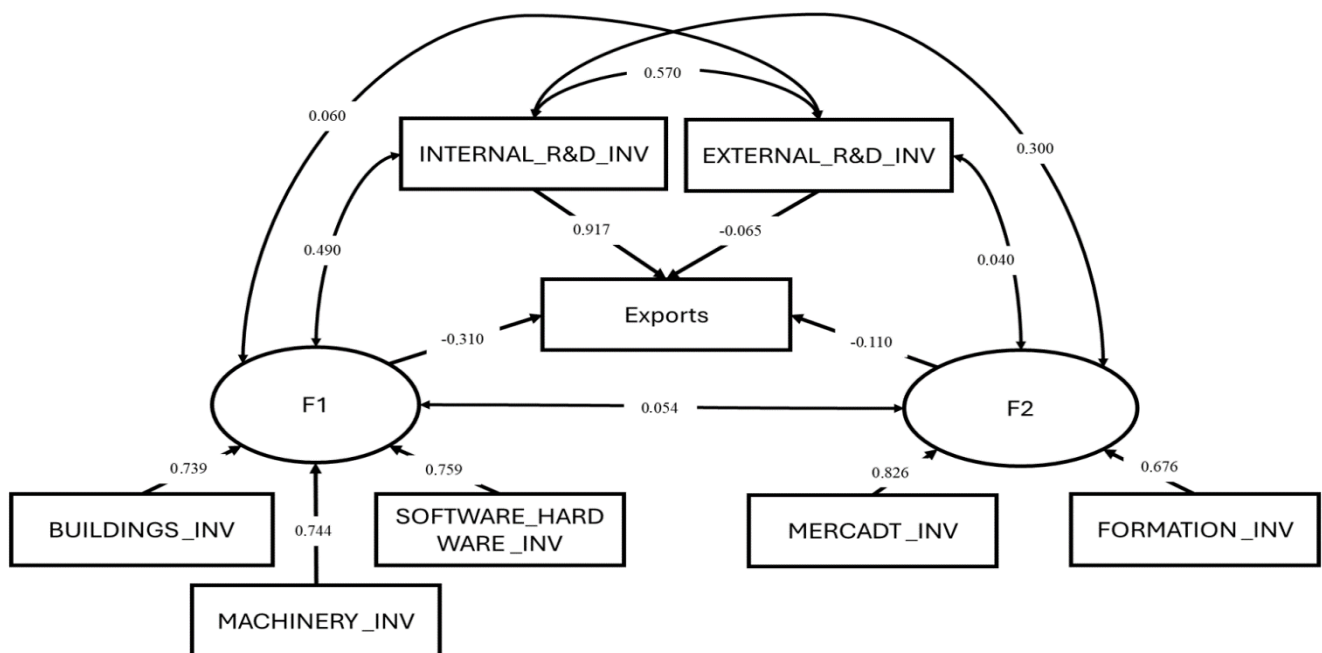 0.570
0.060
INTERNAL_R&D_INV
EXTERNAL_R&D_INV
0.300
0.917
-0.065
0.490
0.040
Exports
-0.310
-0.110
F1
0.054
F2
0.739
0.759
0.826
0.676
BUILDINGS_INV
0.744
SOFTWARE_HARD
WARE_INV
MERCADT_INV
FORMATION_INV
MACHINERY_INV